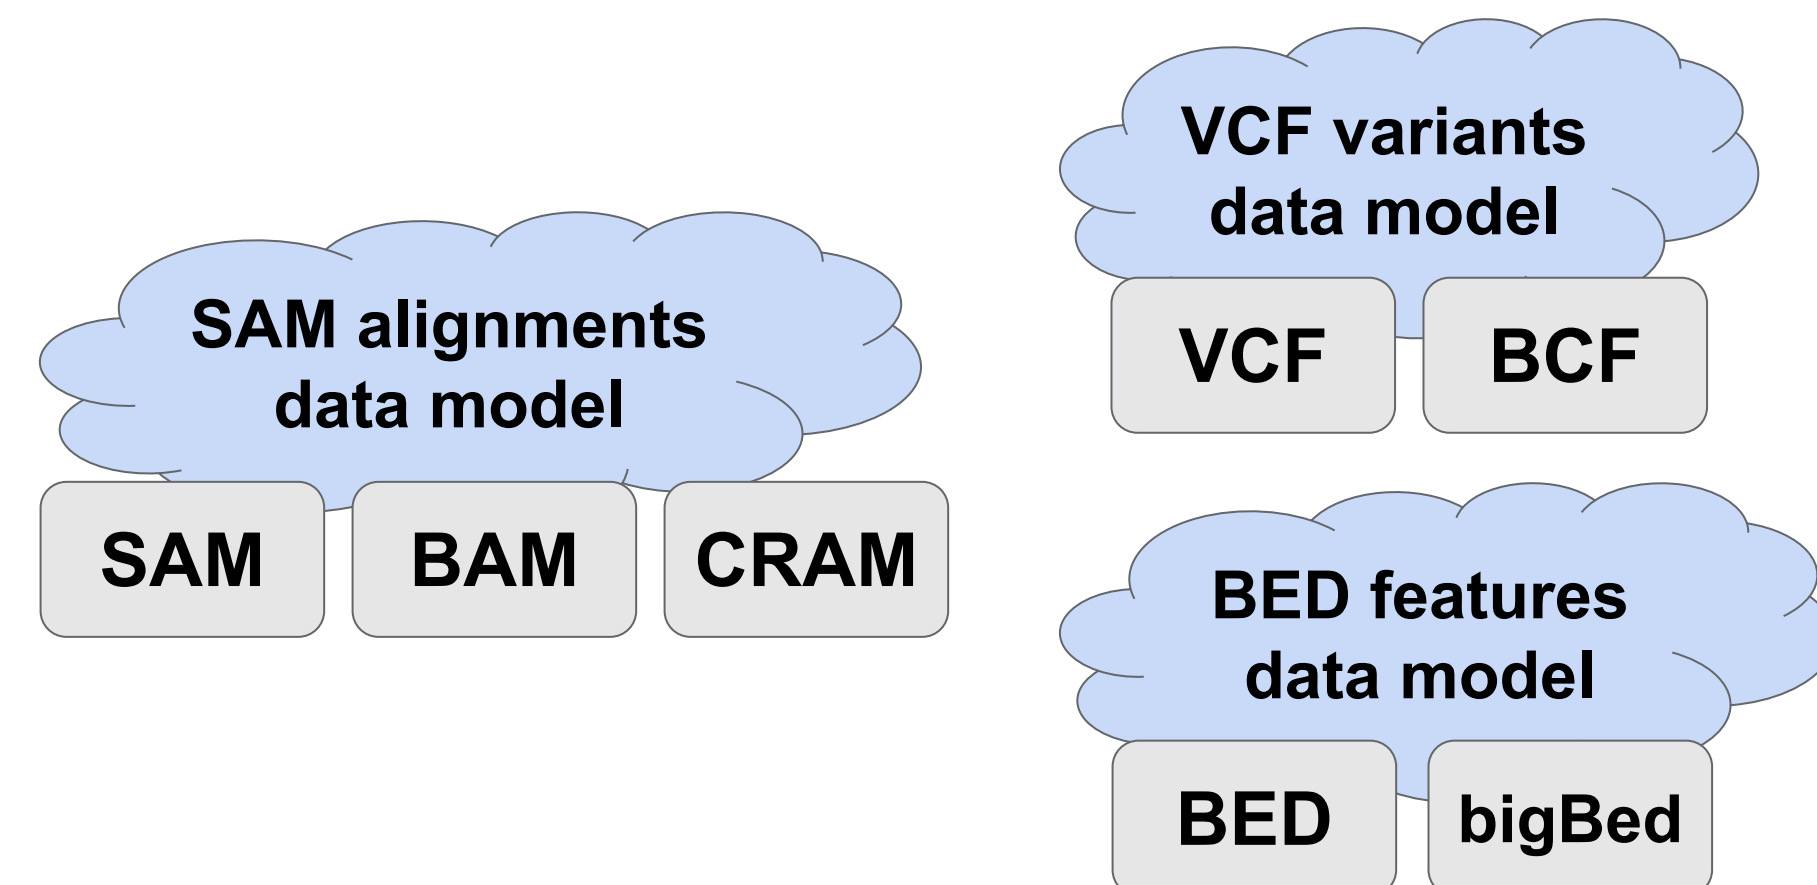 SAM alignments
data model
SAM
BAM
CRAM
VCF variants
data model
VCF
BCF
BED features
data model
BED
bigBed